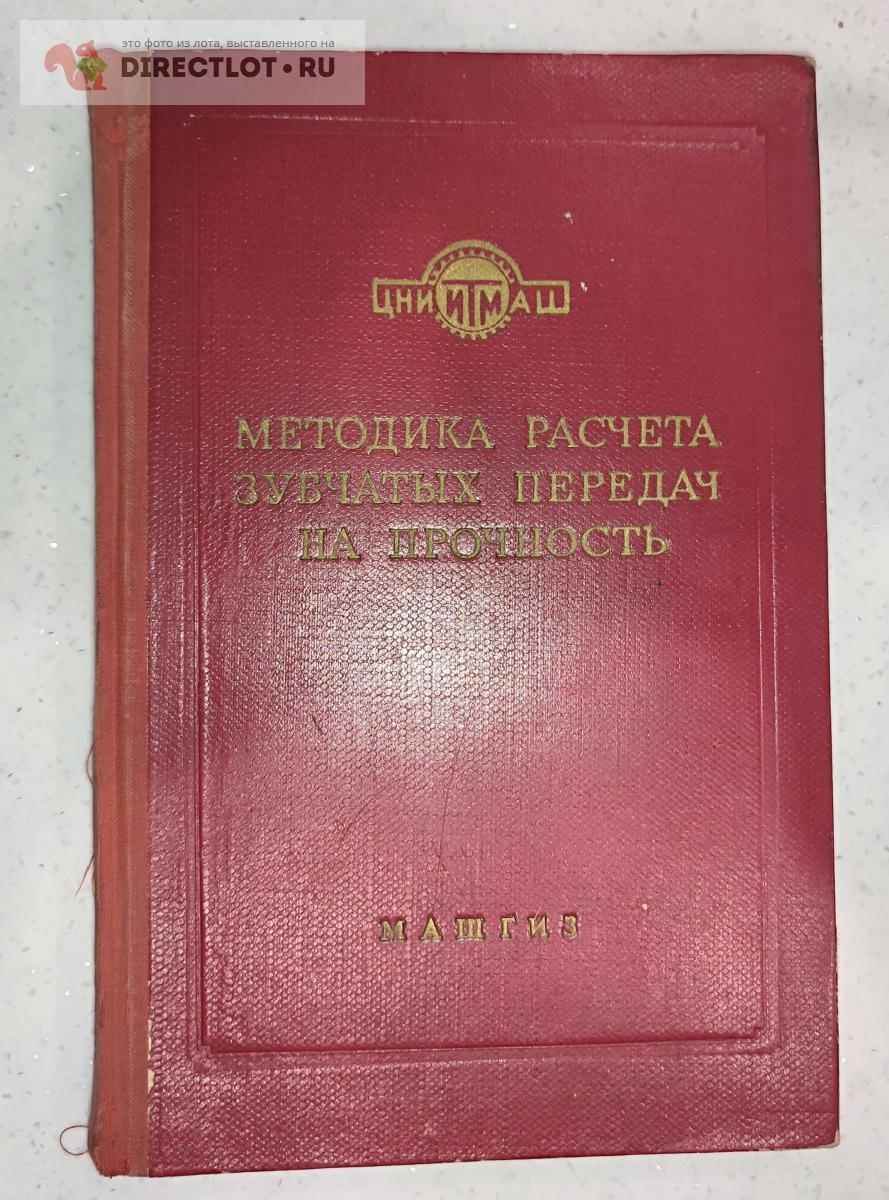 это фото из лота, выставленного на
DIRECTLOT•RU
ЦНИИТМАШ
МЕТОДИКА РАСЧЕТА
ЗУБЧАТЫХ ПЕРЕДАЧ
НА ПРОЧНОСТЬ
МАШГИЗ